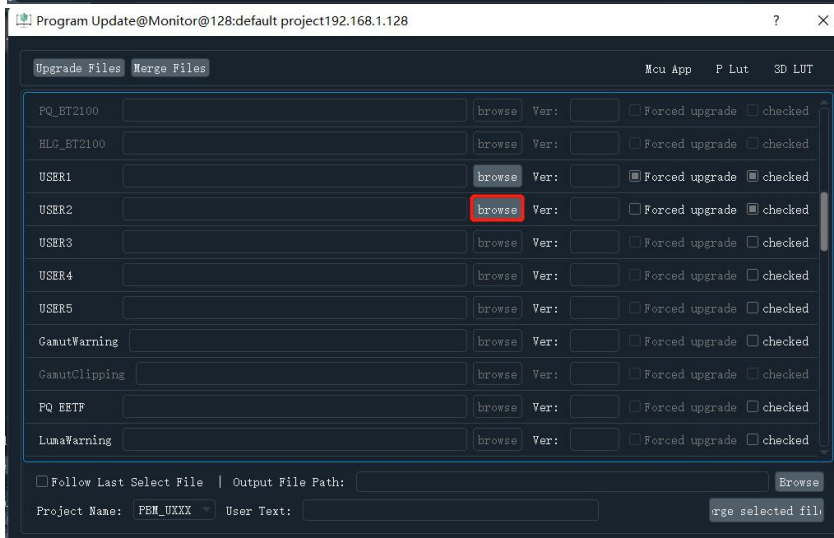 Program Update@Monitor@128:default project192.168.1.128 ?
Upgrade Files Merge Files Mcu App P Lut 3D LUT
PQ_BT2100 browse Ver: Forced upgrade checked
HLG_BT2100 browse Ver: Forced upgrade checked
USER1 browse Ver: Forced upgrade checked
USER2 browse Ver: Forced upgrade checked
USER3 browse Ver: Forced upgrade checked
USER4 browse Ver: Forced upgrade checked
USER5 browse Ver: Forced upgrade checked
GamutWarning browse Ver: Forced upgrade checked
GamutClipping browse Ver: Forced upgrade checked
PQ EETF browse Ver: Forced upgrade checked
LumaWarning browse Ver: Forced upgrade checked
Follow Last Select File | Output File Path: Browse
Project Name: PBM_UXXX User Text: rge selected fil